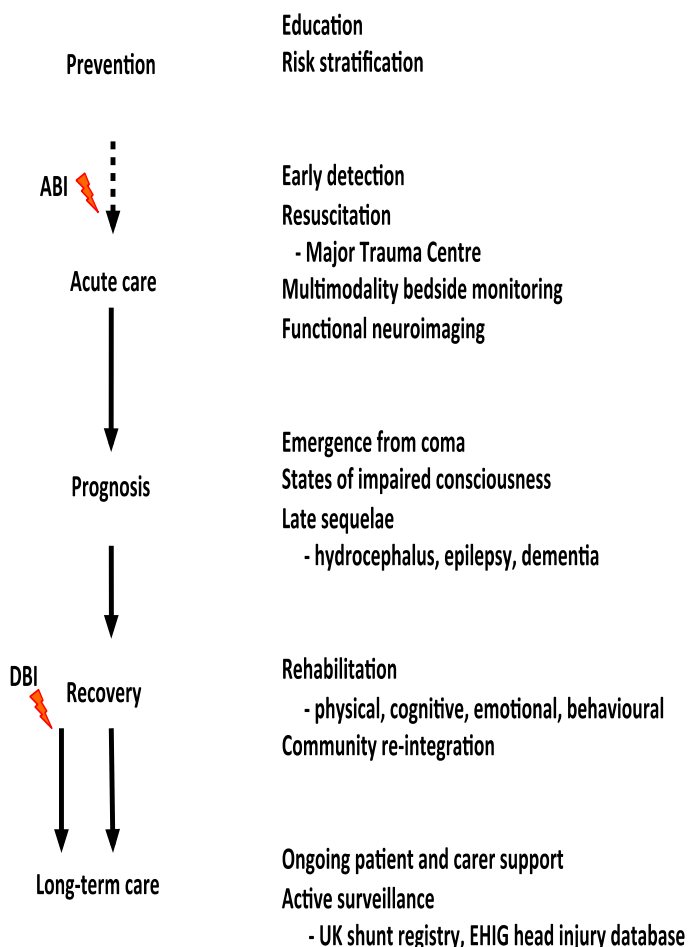 Education
Prevention
Risk stratification
ABI
Early detection
Resuscitation
- Major Trauma Centre
Acute care
Multimodality bedside monitoring
Functional neuroimaging
Emergence from coma
Prognosis
States of impaired consciousness
Late sequelae
- hydrocephalus, epilepsy, dementia
DBI
Recovery
Rehabilitation
- physical, cognitive, emotional, behavioural
Community re-integration
Long-term care
Ongoing patient and carer support
Active surveillance
- UK shunt registry, EHIG head injury database